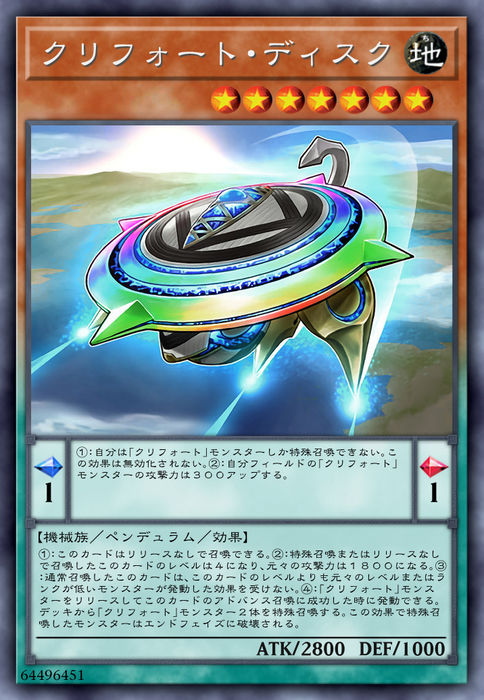 クリフォート・ディスク
地
1
①:自分は「クリフォート」モンスターしか特殊召喚できない。こ
の効果は無効化されない。②:自分フィールドの「クリフォート」
モンスターの攻撃力は300アップする。
1
【機械族／ペンデュラム／効果】
①:このカードはリリースなしで召喚できる。②:特殊召喚またはリリースなし
で召喚したこのカードのレベルは4になり、元々の攻撃力は1800になる。③
:通常召喚したこのカードは、このカードのレベルよりも元々のレベルまたはラ
ンクが低いモンスターが発動した効果を受けない。④:「クリフォート」モンス
ターをリリースしてこのカードのアドバンス召喚に成功した時に発動できる。
デッキから「クリフォート」モンスター2体を特殊召喚する。この効果で特殊召
喚したモンスターはエンドフェイズに破壊される。
ATK/2800 DEF/1000
64496451